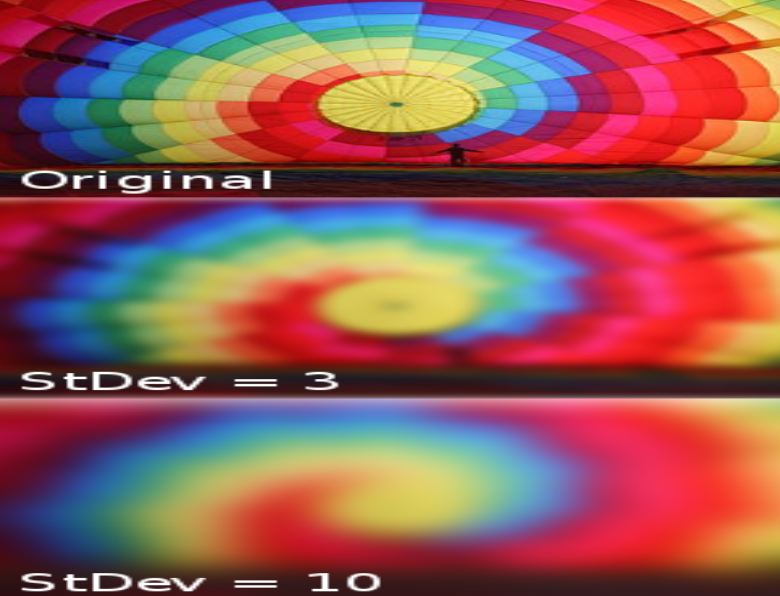 Original
StDev = 3
StDev = 10